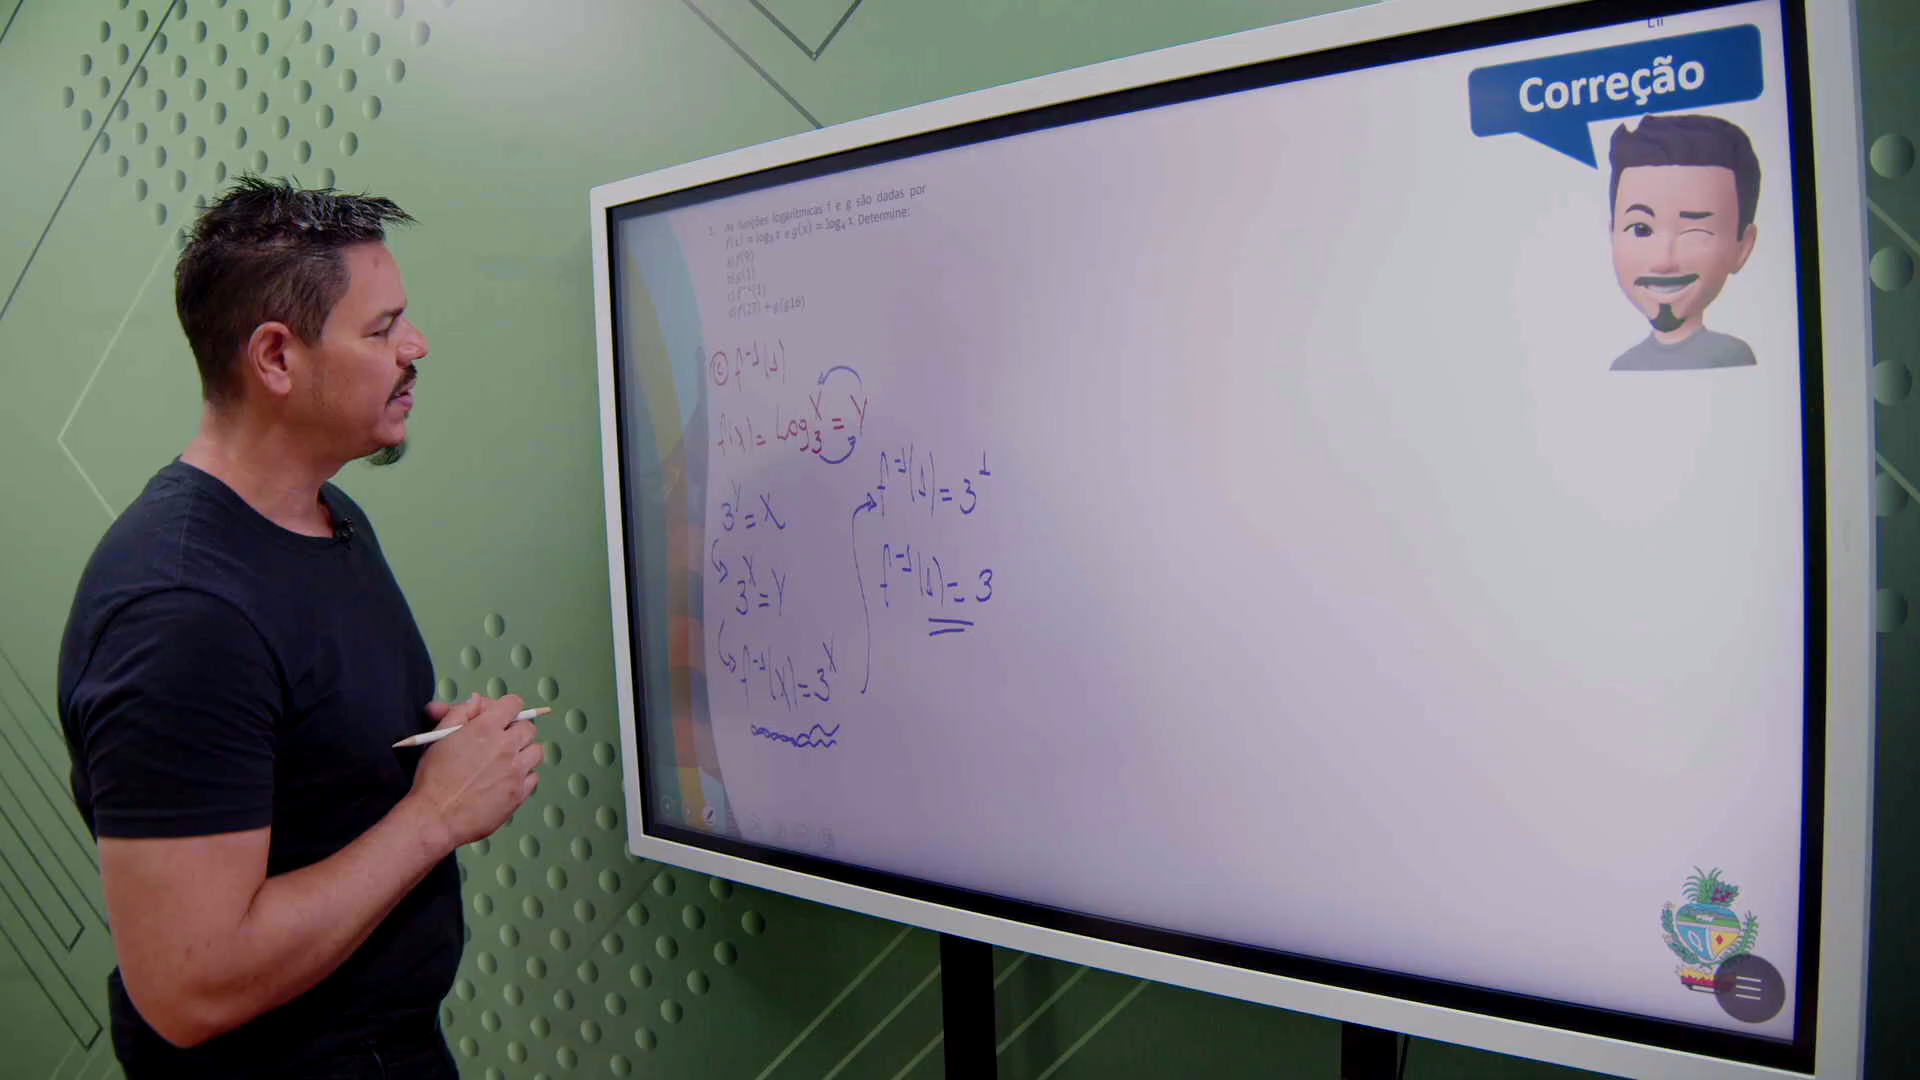 Correção
1. As funções logarítmicas f e g são dadas por
f(x) = log₃ x e g(x) = log₄ x. Determine:
a) f(9)
b) g(1)
c) f⁻¹(1)
d) f(27) + g(g16)
c) f⁻¹(1)
f(x) = Log₃ˣ = Y
3ʸ = X
3ˣ = Y
f⁻¹(x) = 3ˣ
f⁻¹(1) = 3¹
f⁻¹(1) = 3